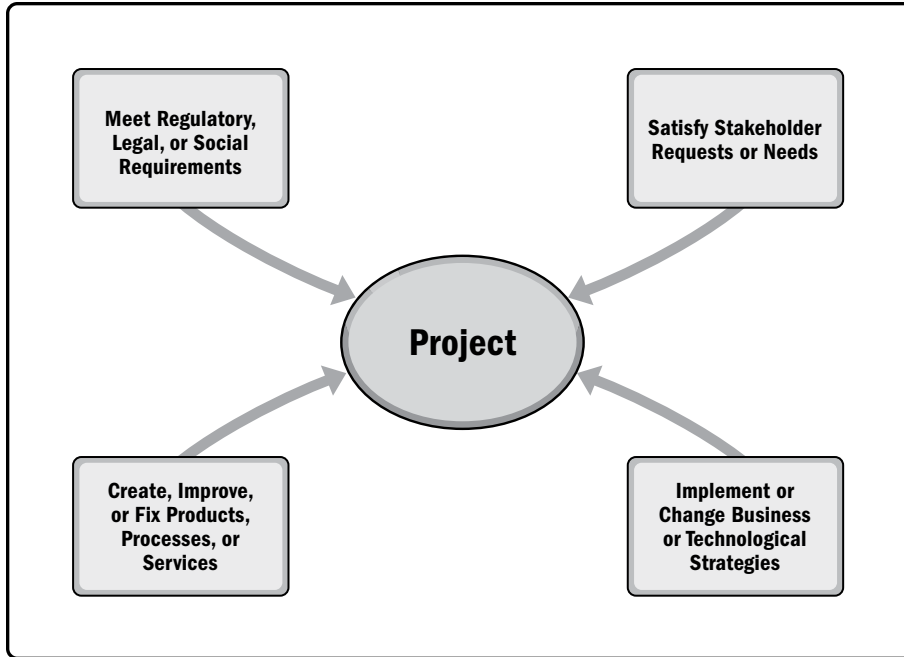 Meet Regulatory,
Legal, or Social
Requirements
Satisfy Stakeholder
Requests or Needs
Project
Create, Improve,
or Fix Products,
Processes, or
Services
Implement or
Change Business
or Technological
Strategies